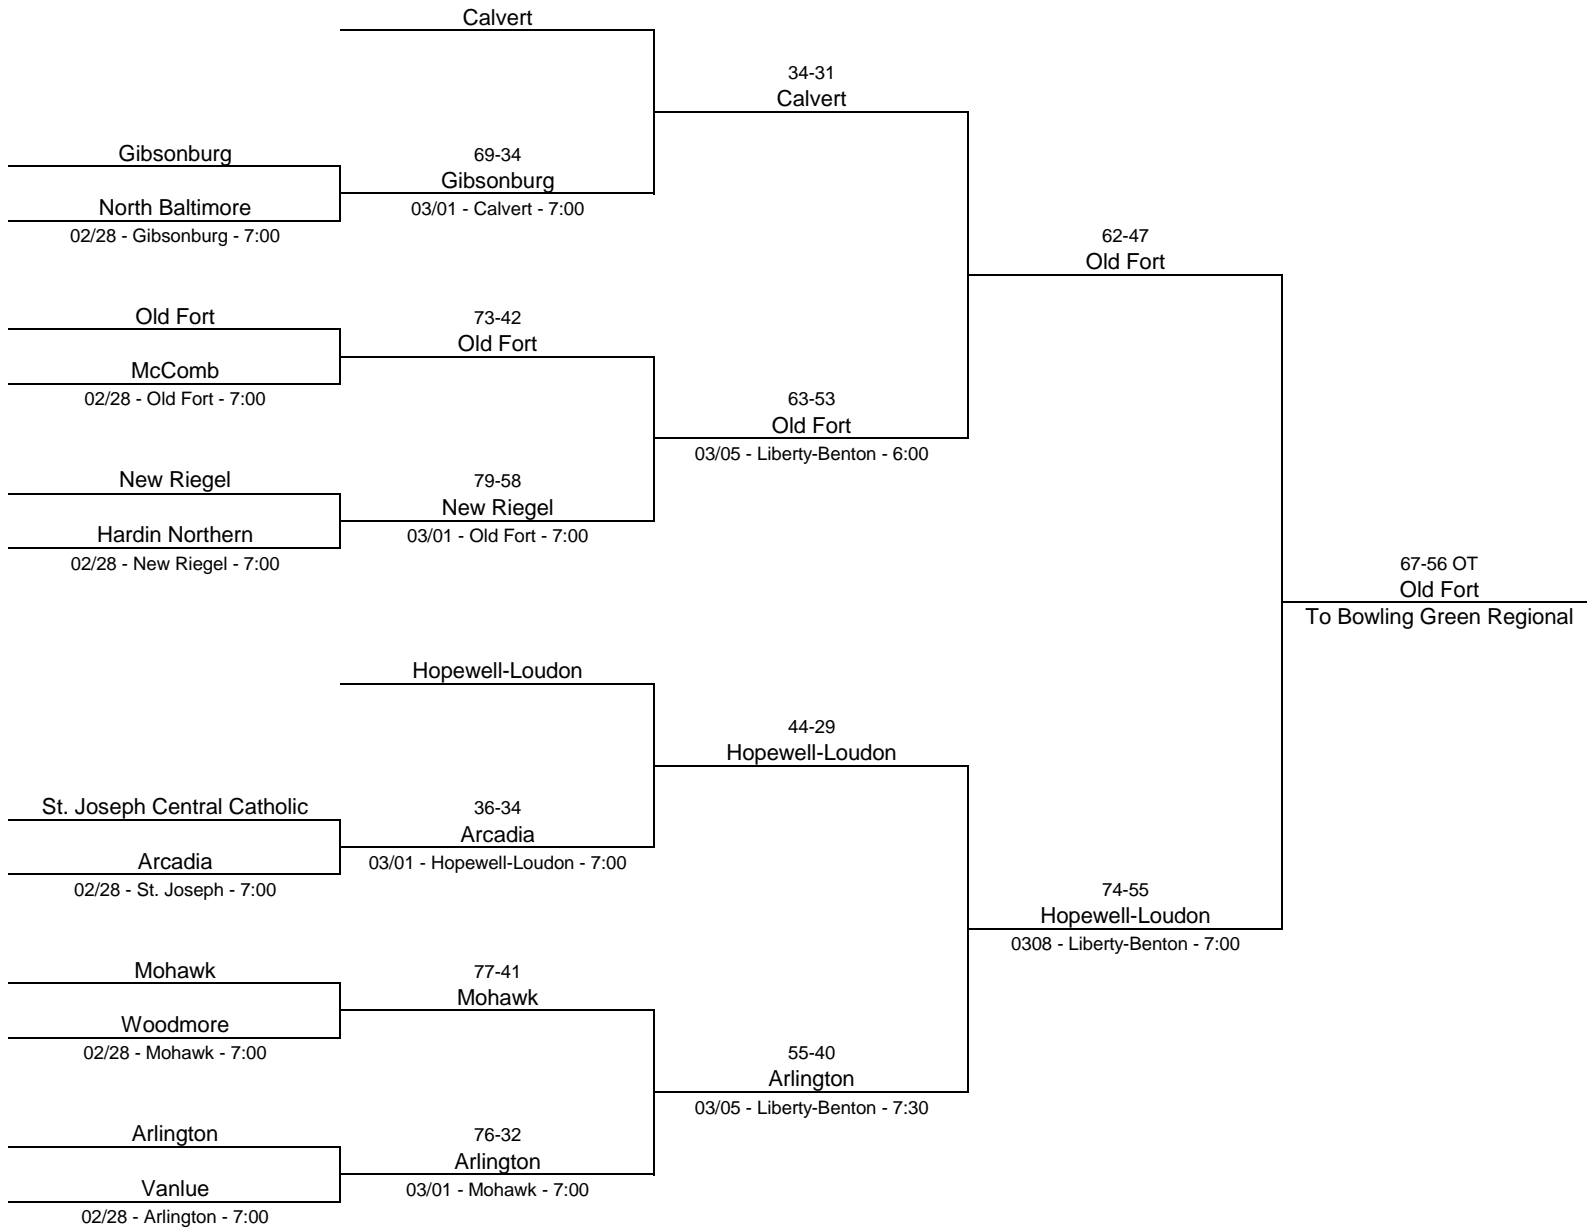 Calvert
34-31
Calvert
Gibsonburg
69-34
Gibsonburg
North Baltimore
03/01 - Calvert - 7:00
02/28 - Gibsonburg - 7:00
62-47
Old Fort
Old Fort
73-42
Old Fort
McComb
02/28 - Old Fort - 7:00
63-53
Old Fort
03/05 - Liberty-Benton - 6:00
New Riegel
79-58
New Riegel
Hardin Northern
03/01 - Old Fort - 7:00
02/28 - New Riegel - 7:00
67-56 OT
Old Fort
To Bowling Green Regional
Hopewell-Loudon
44-29
Hopewell-Loudon
St. Joseph Central Catholic
36-34
Arcadia
Arcadia
03/01 - Hopewell-Loudon - 7:00
02/28 - St. Joseph - 7:00
74-55
Hopewell-Loudon
0308 - Liberty-Benton - 7:00
Mohawk
77-41
Mohawk
Woodmore
02/28 - Mohawk - 7:00
55-40
Arlington
03/05 - Liberty-Benton - 7:30
Arlington
76-32
Arlington
Vanlue
03/01 - Mohawk - 7:00
02/28 - Arlington - 7:00